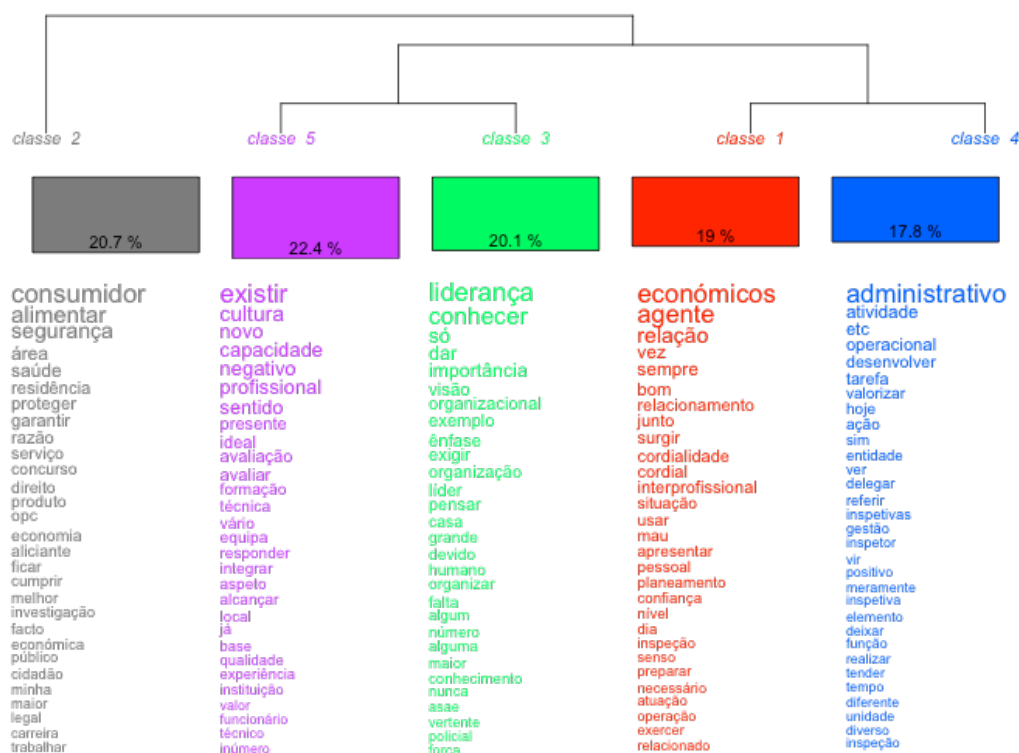 classe 2
classe 5
classe 3
classe 1
classe 4
20.7 %
22.4 %
20.1 %
19 %
17.8 %
consumidor
alimentar
segurança
área
saúde
residência
proteger
garantir
razão
serviço
concurso
direito
produto
opc
economia
aliciante
ficar
cumprir
melhor
investigação
facto
económica
público
cidadão
minha
maior
legal
carreira
trabalhar
existir
cultura
novo
capacidade
negativo
profissional
sentido
presente
ideal
avaliação
avaliar
formação
técnica
vário
equipa
responder
integrar
aspeto
alcançar
local
já
base
qualidade
experiência
instituição
valor
funcionário
técnico
inúmero
liderança
conhecer
só
dar
importância
visão
organizacional
exemplo
ênfase
exigir
organização
líder
pensar
casa
grande
devido
humano
organizar
falta
algum
número
alguma
maior
conhecimento
nunca
asae
vertente
policial
força
económicos
agente
relação
vez
sempre
bom
relacionamento
junto
surgir
cordialidade
cordial
interprofissional
situação
usar
mau
apresentar
pessoal
planeamento
confiança
nível
dia
inspeção
senso
preparar
necessário
atuação
operação
exercer
relacionado
administrativo
atividade
etc
operacional
desenvolver
tarefa
valorizar
hoje
ação
sim
entidade
ver
delegar
referir
inspetivas
gestão
inspetor
vir
positivo
meramente
inspetiva
elemento
deixar
função
realizar
tender
tempo
diferente
unidade
diverso
inspeção